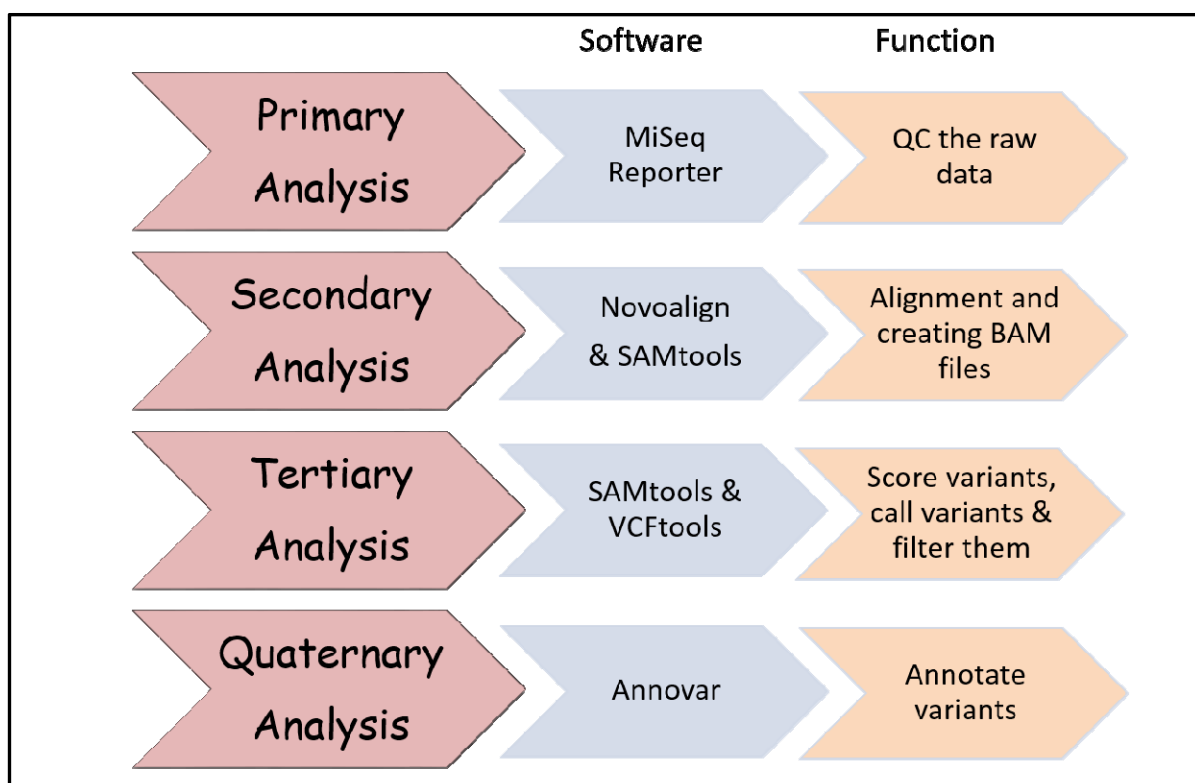 Software
Function
Primary
Analysis
MiSeq
Reporter
QC the raw
data
Secondary
Analysis
Novoalign
& SAMtools
Alignment and
creating BAM
files
Tertiary
Analysis
SAMtools &
VCFtools
Score variants,
call variants &
filter them
Quaternary
Analysis
Annovar
Annotate
variants